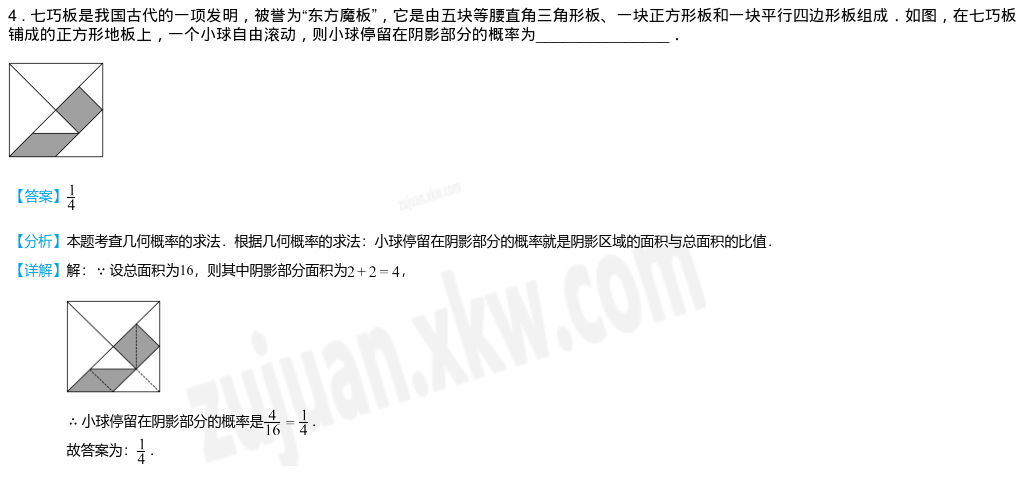 4．七巧板是我国古代的一项发明，被誉为“东方魔板”，它是由五块等腰直角三角形板、一块正方形板和一块平行四边形板组成．如图，在七巧板
铺成的正方形地板上，一个小球自由滚动，则小球停留在阴影部分的概率为__________________．
【答案】1/4
zujuan.xkw.com
【分析】本题考查几何概率的求法．根据几何概率的求法：小球停留在阴影部分的概率就是阴影区域的面积与总面积的比值．
【详解】解：∵设总面积为16，则其中阴影部分面积为2+2=4，
zujuan.xkw.com
∴小球停留在阴影部分的概率是4/16=1/4．
故答案为：1/4．